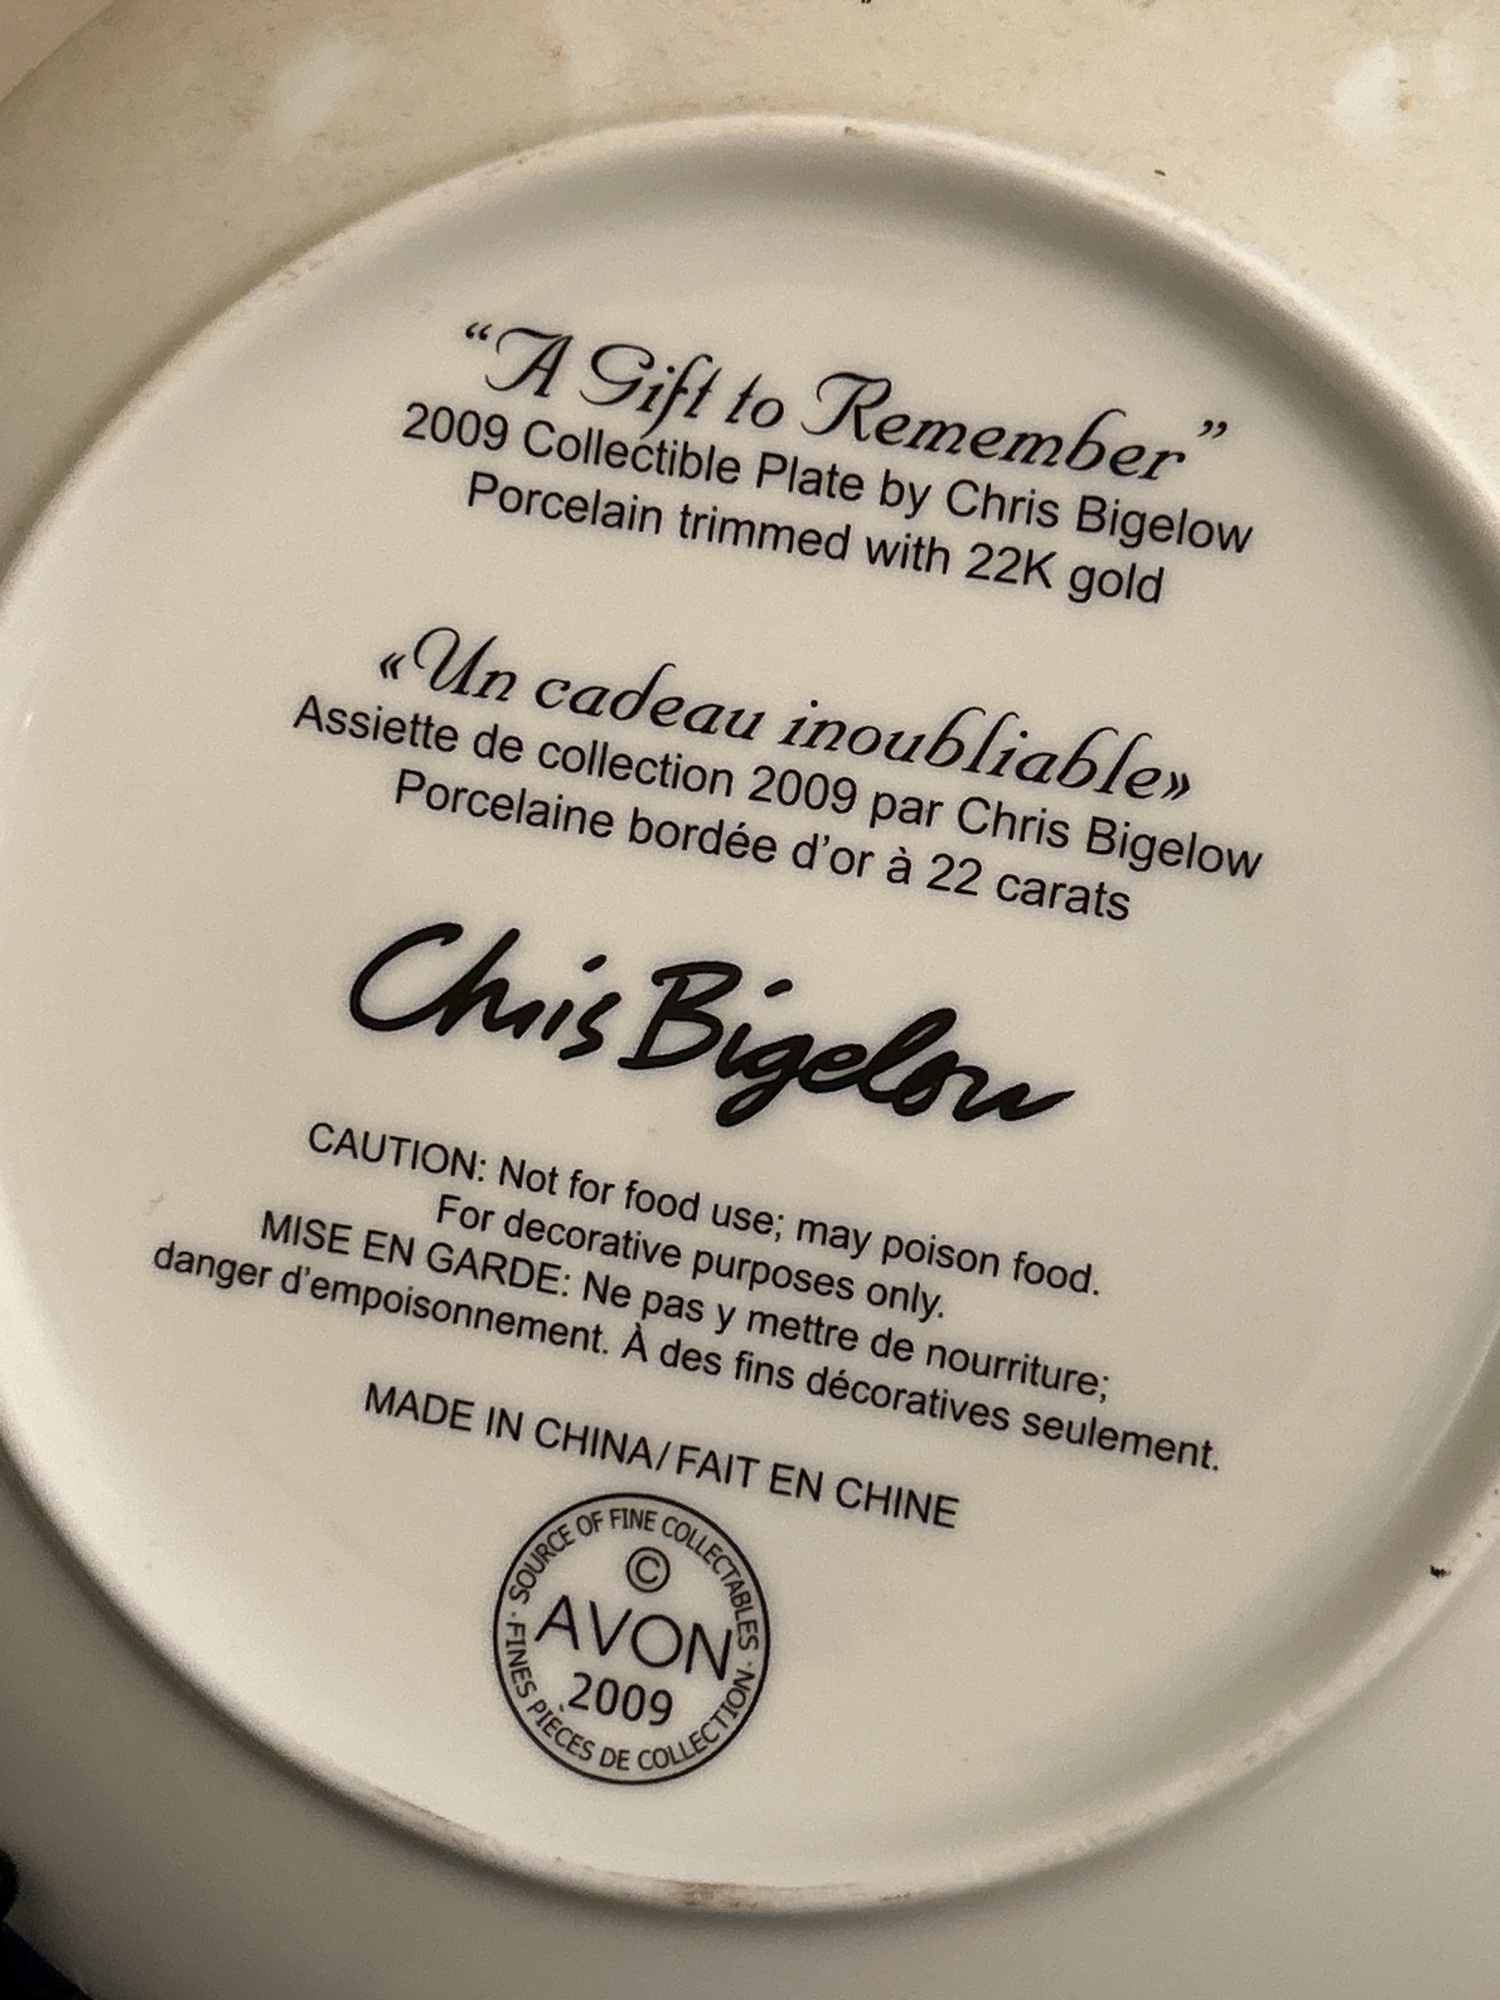 “A Gift to Remember”
2009 Collectible Plate by Chris Bigelow
Porcelain trimmed with 22K gold
«Un cadeau inoubliable»
Assiette de collection 2009 par Chris Bigelow
Porcelaine bordée d’or à 22 carats
Chris Bigelow
CAUTION: Not for food use; may poison food.
For decorative purposes only.
MISE EN GARDE: Ne pas y mettre de nourriture;
danger d’empoisonnement. À des fins décoratives seulement.
MADE IN CHINA/FAIT EN CHINE
· SOURCE OF FINE COLLECTABLES ·
©
AVON
2009
FINES PIÈCES DE COLLECTION